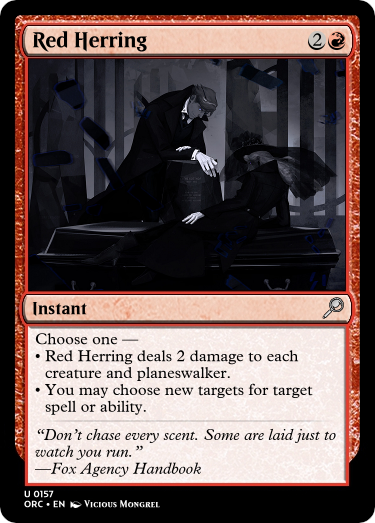 Red Herring 2
Instant
Choose one —
• Red Herring deals 2 damage to each
creature and planeswalker.
• You may choose new targets for target
spell or ability.
“Don’t chase every scent. Some are laid just to
watch you run.”
—Fox Agency Handbook
U 0157
ORC • EN Vicious Mongrel